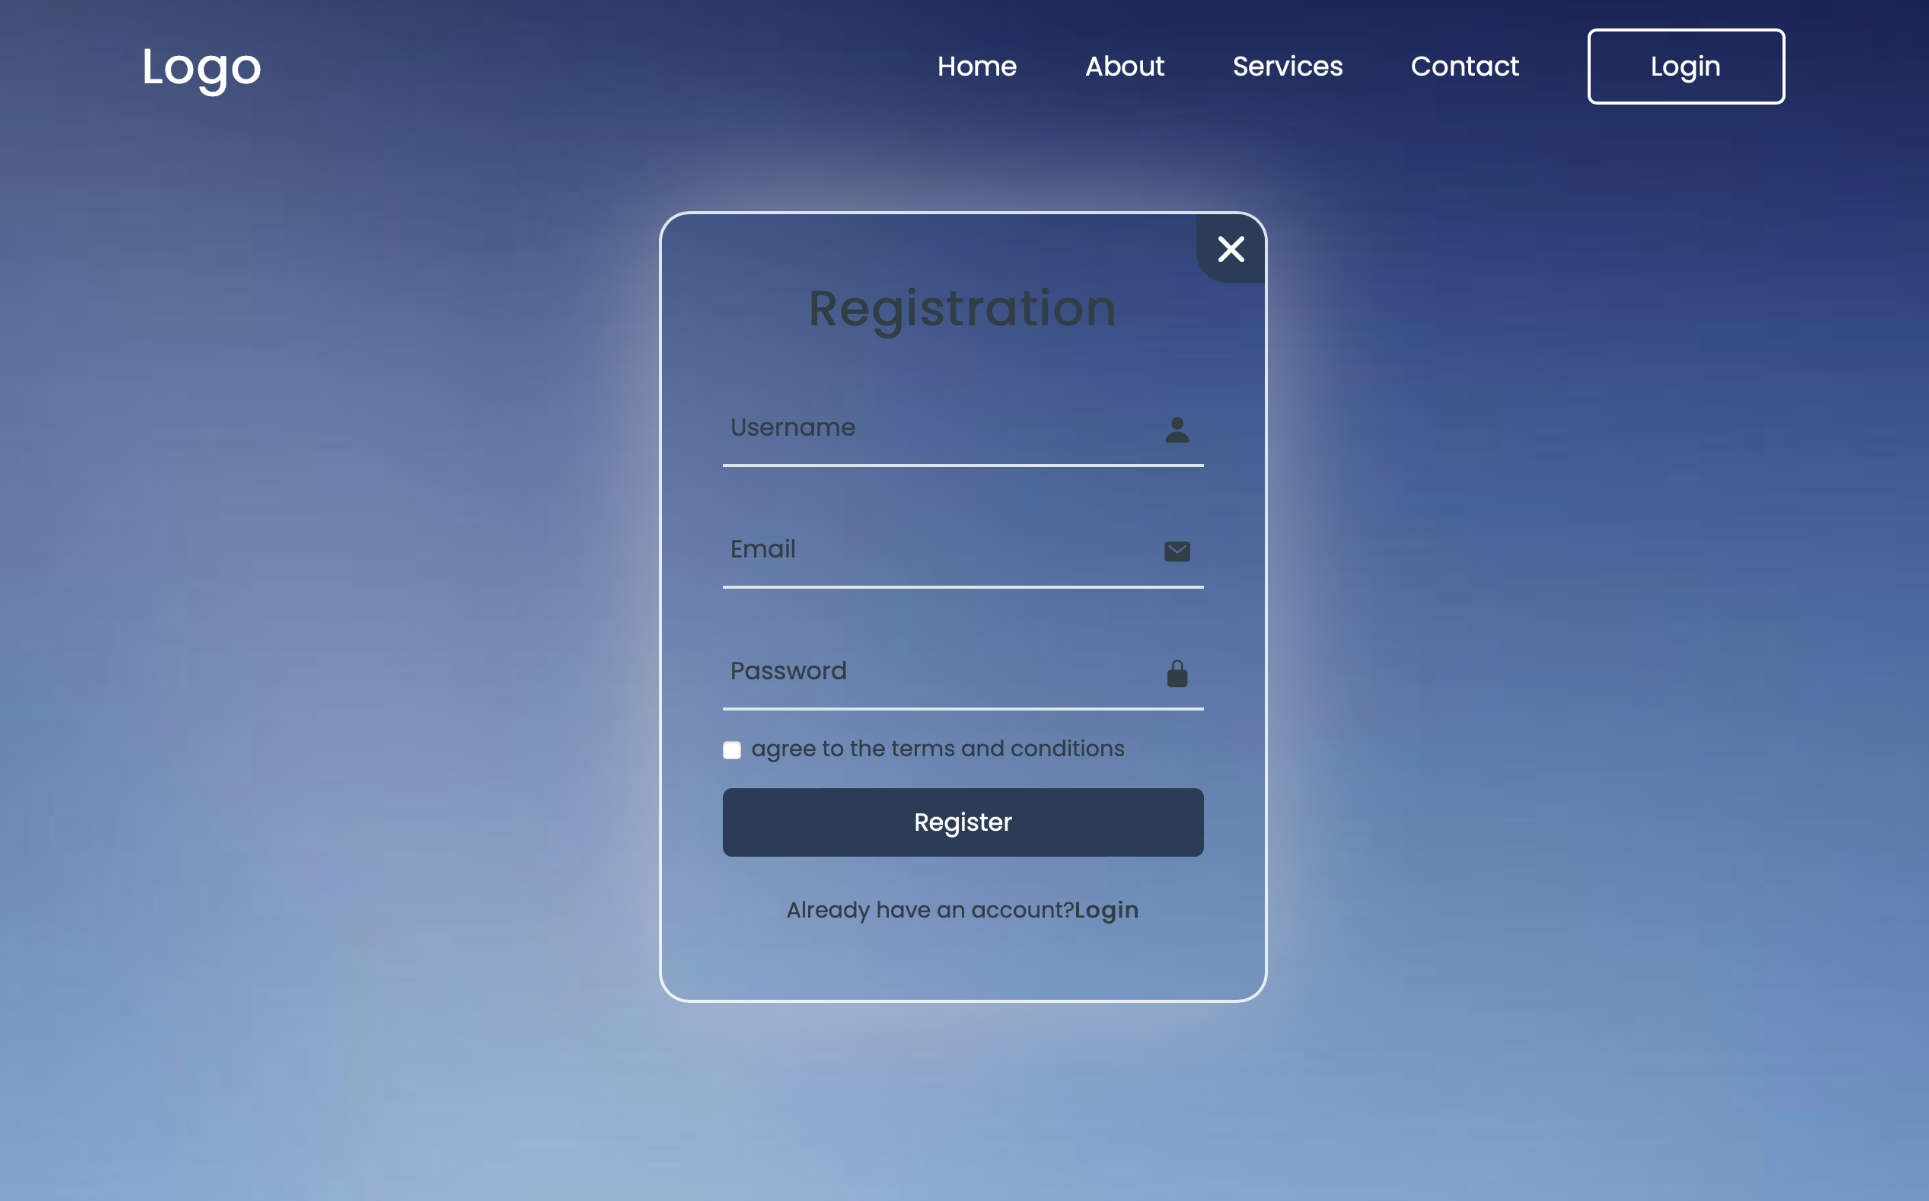 Logo
Home
About
Services
Contact
Login
Registration
Username
Email
Password
agree to the terms and conditions
Register
Already have an account?Login